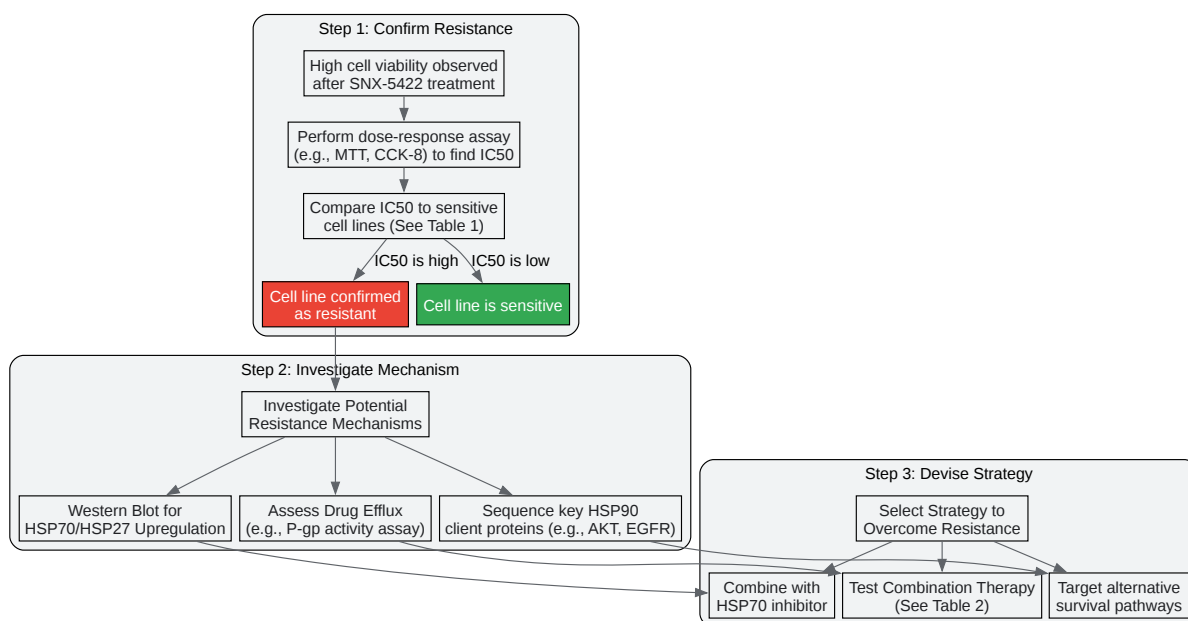 Step 1: Confirm Resistance
High cell viability observed
after SNX-5422 treatment
Perform dose-response assay
(e.g., MTT, CCK-8) to find IC50
Compare IC50 to sensitive
cell lines (See Table 1)
IC50 is high
IC50 is low
Cell line confirmed
as resistant
Cell line is sensitive
Step 2: Investigate Mechanism
Investigate Potential
Resistance Mechanisms
Western Blot for
HSP70/HSP27 Upregulation
Assess Drug Efflux
(e.g., P-gp activity assay)
Sequence key HSP90
client proteins (e.g., AKT, EGFR)
Step 3: Devise Strategy
Select Strategy to
Overcome Resistance
Combine with
HSP70 inhibitor
Test Combination Therapy
(See Table 2)
Target alternative
survival pathways